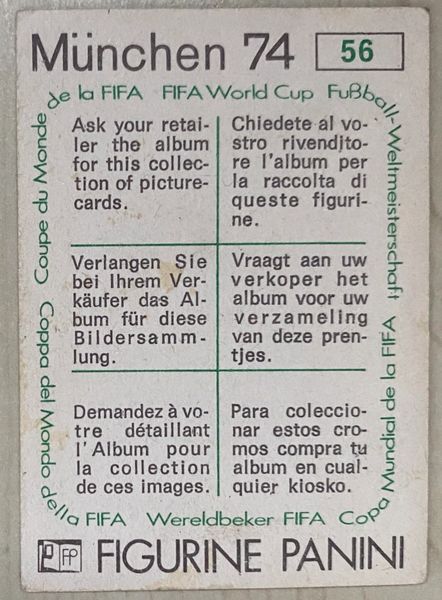 München 74
56
Coupe du Monde de la FIFA
FIFA World Cup
Fußball-Weltmeisterschaft
Ask your retai-
ler the album
for this collec-
tion of picture-
cards.
Chiedete al vo-
stro rivendito-
re l'album per
la raccolta di
queste figuri-
ne.
Verlangen Sie
bei Ihrem Ver-
käufer das Al-
bum für diese
Bildersamm-
lung.
Vraagt aan uw
verkoper het
album voor uw
verzameling
van deze pren-
tjes.
Demandez à vo-
tre détaillant
l'Album pour
la collection
de ces images.
Para coleccio-
nar estos cro-
mos compra tu
album en cual-
quier kiosko.
Coppa del Mondo della FIFA
Wereldbeker FIFA
Copa Mundial de la FIFA
FP
FIGURINE PANINI